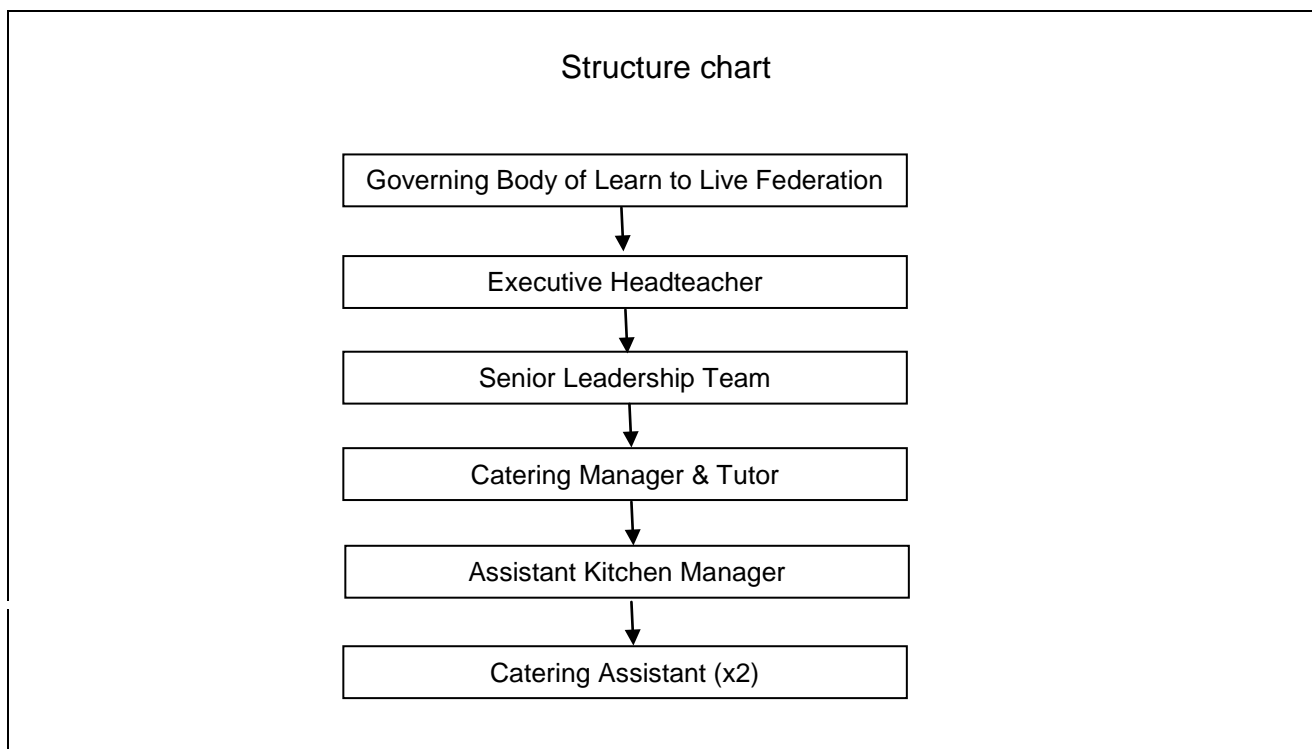 Structure chart
Governing Body of Learn to Live Federation
Executive Headteacher
Senior Leadership Team
Catering Manager & Tutor
Assistant Kitchen Manager
Catering Assistant (x2)